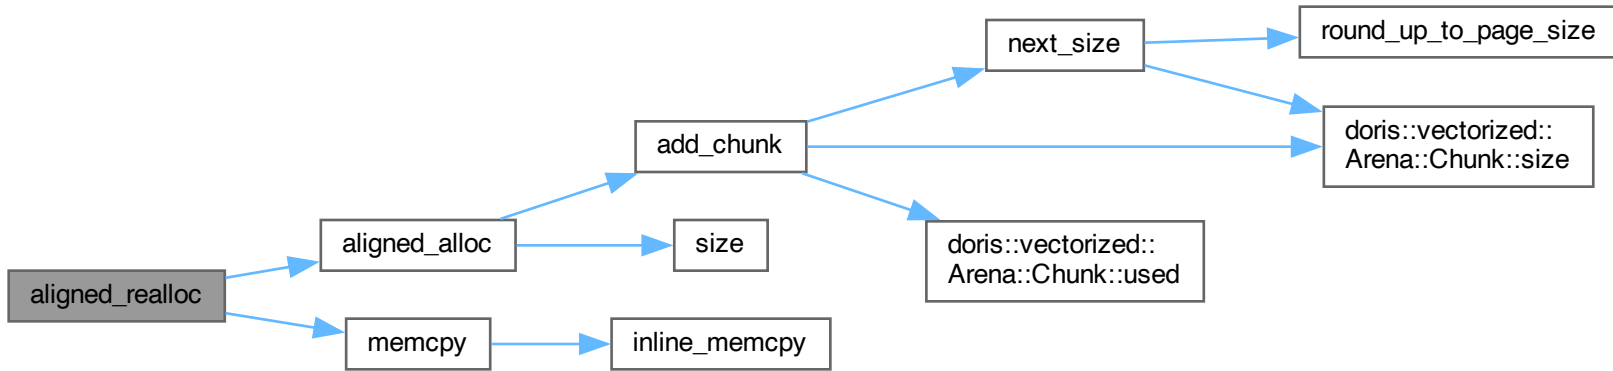 round_up_to_page_size
next_size
doris::vectorized::
Arena::Chunk::size
add_chunk
aligned_alloc
size
doris::vectorized::
Arena::Chunk::used
aligned_realloc
memcpy
inline_memcpy